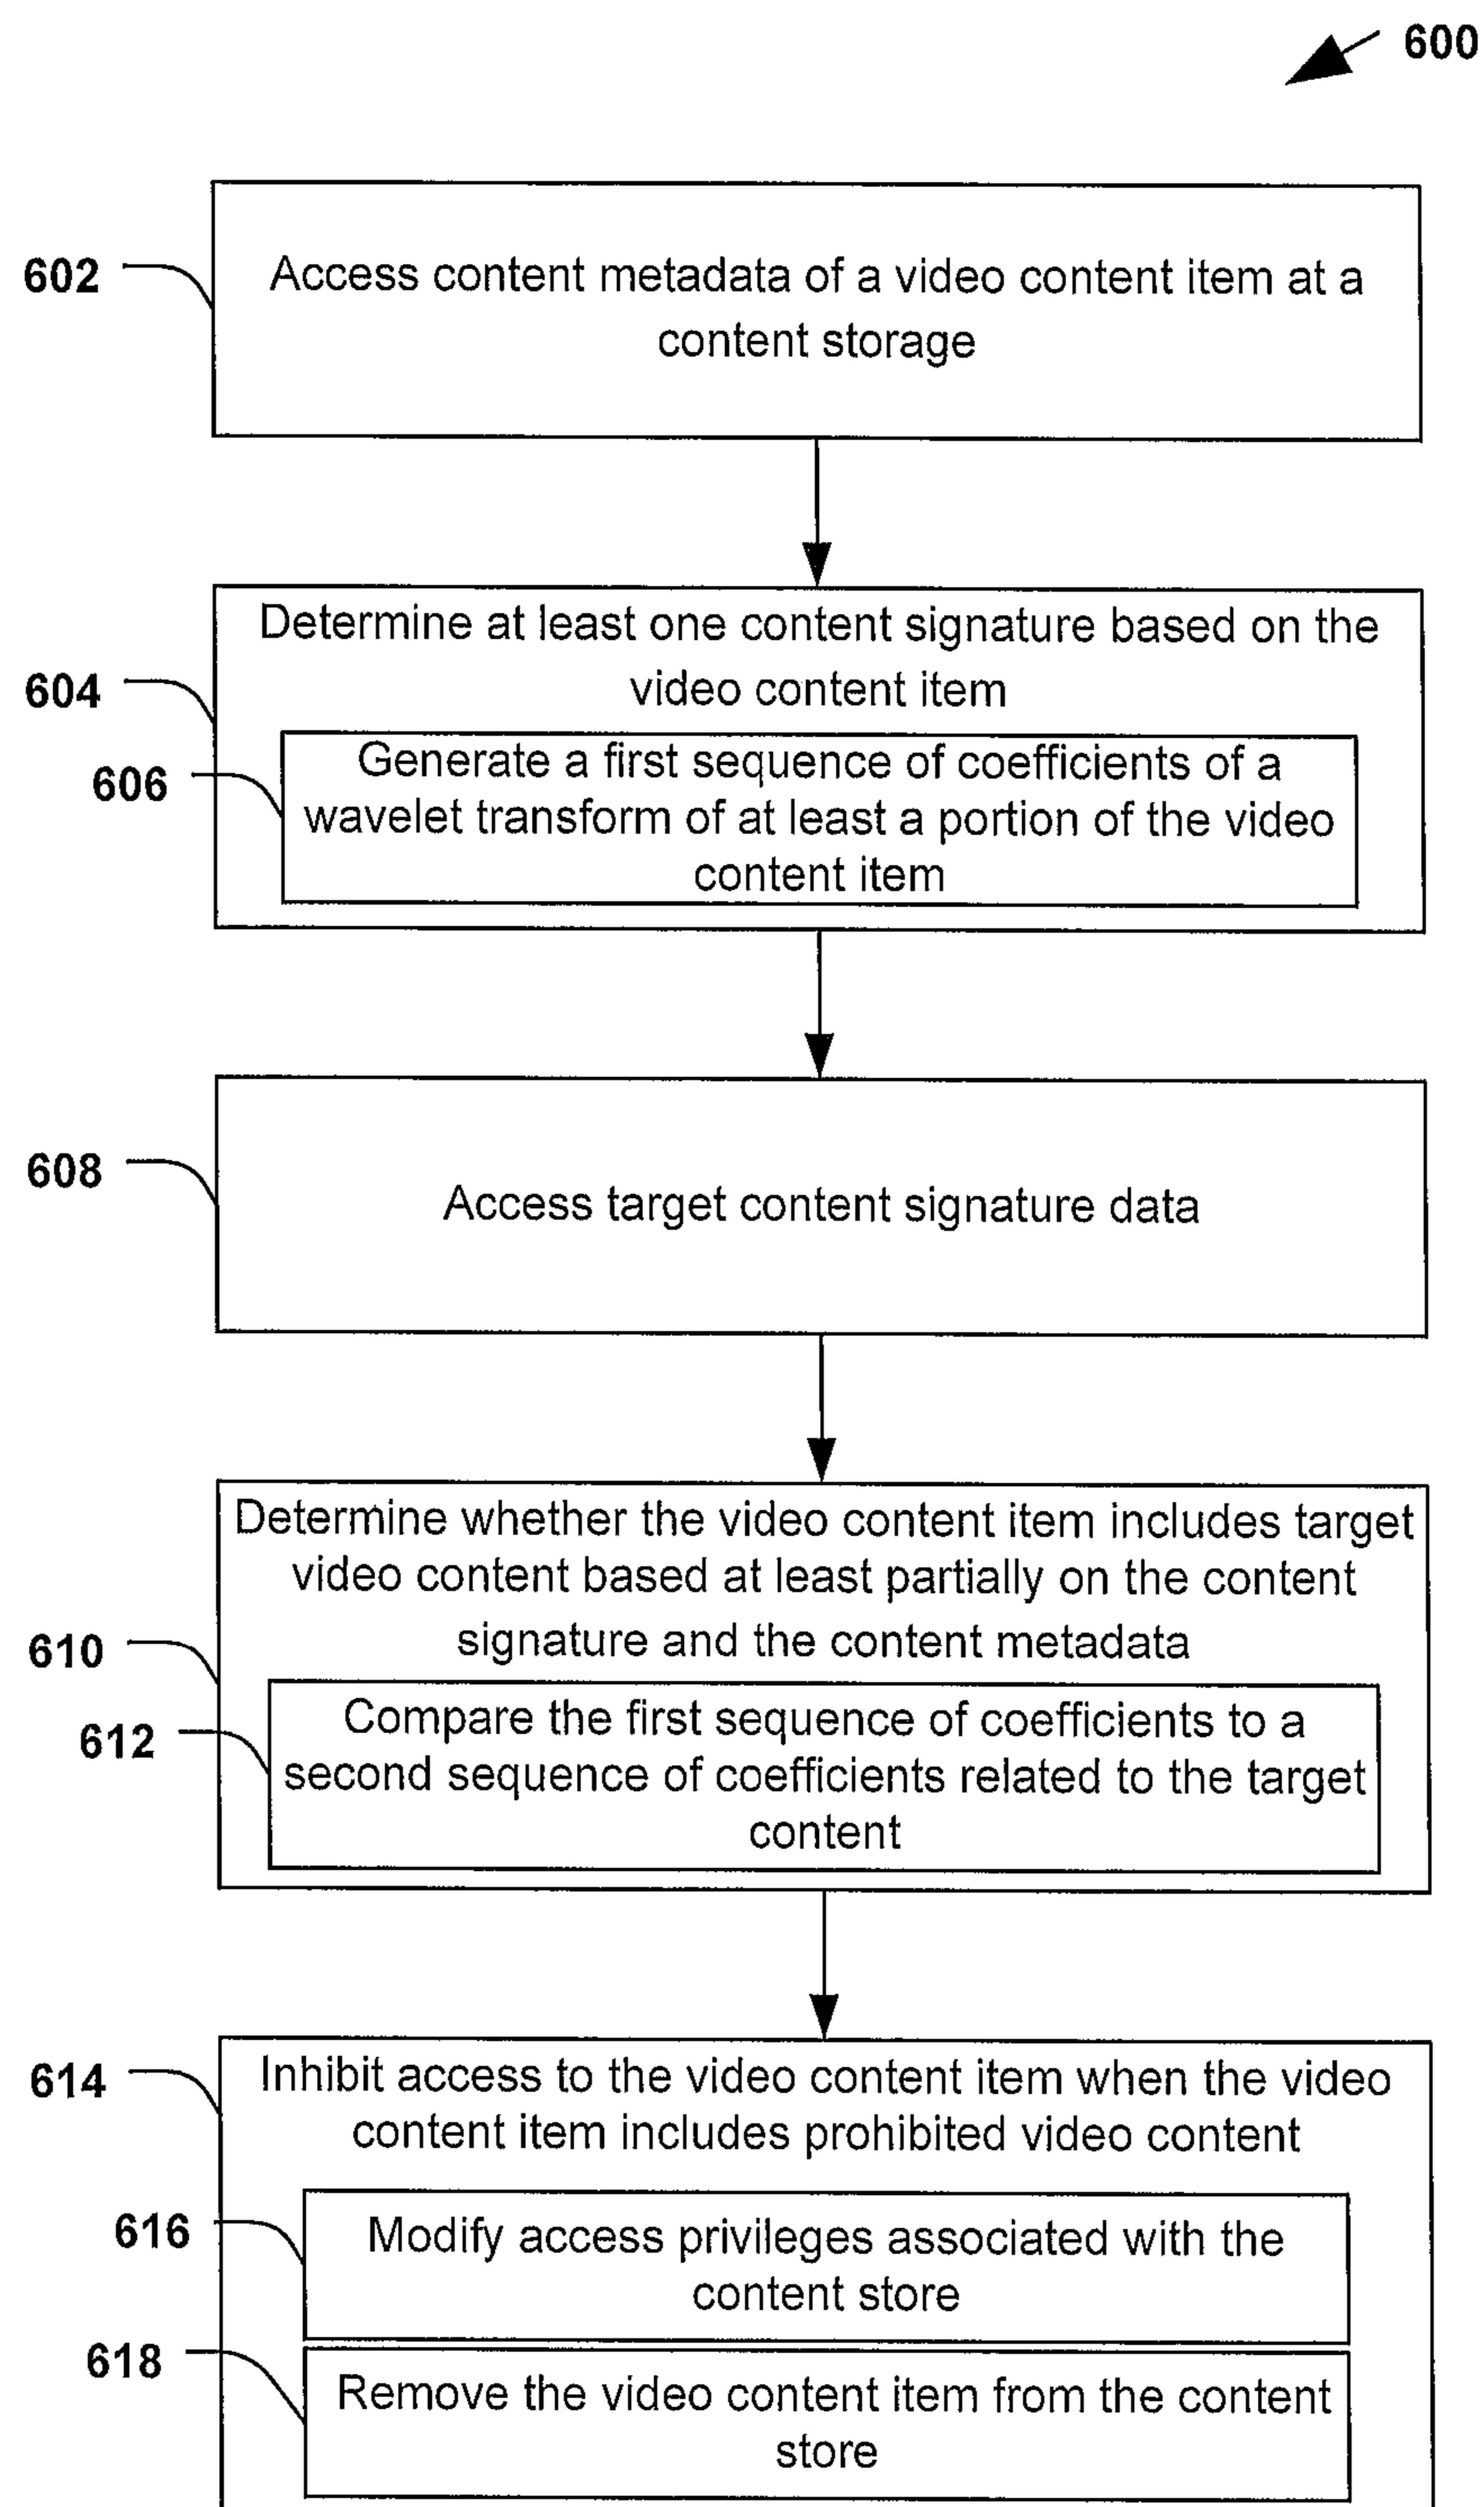 600
602
Access content metadata of a video content item at a
content storage
604
Determine at least one content signature based on the
video content item
606
Generate a first sequence of coefficients of a
wavelet transform of at least a portion of the video
content item
608
Access target content signature data
610
Determine whether the video content item includes target
video content based at least partially on the content
signature and the content metadata
612
Compare the first sequence of coefficients to a
second sequence of coefficients related to the target
content
614
Inhibit access to the video content item when the video
content item includes prohibited video content
616
Modify access privileges associated with the
content store
618
Remove the video content item from the content
store